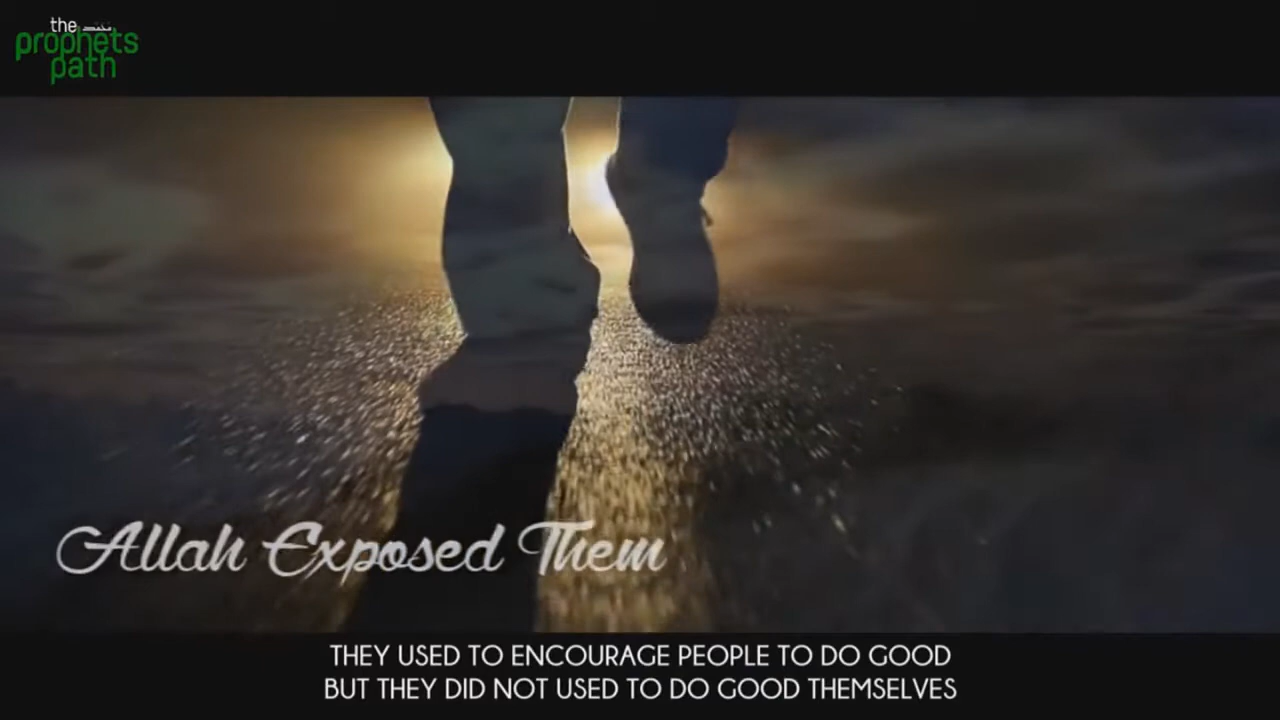 the
prophets
path
Allah Exposed Them
THEY USED TO ENCOURAGE PEOPLE TO DO GOOD
BUT THEY DID NOT USED TO DO GOOD THEMSELVES